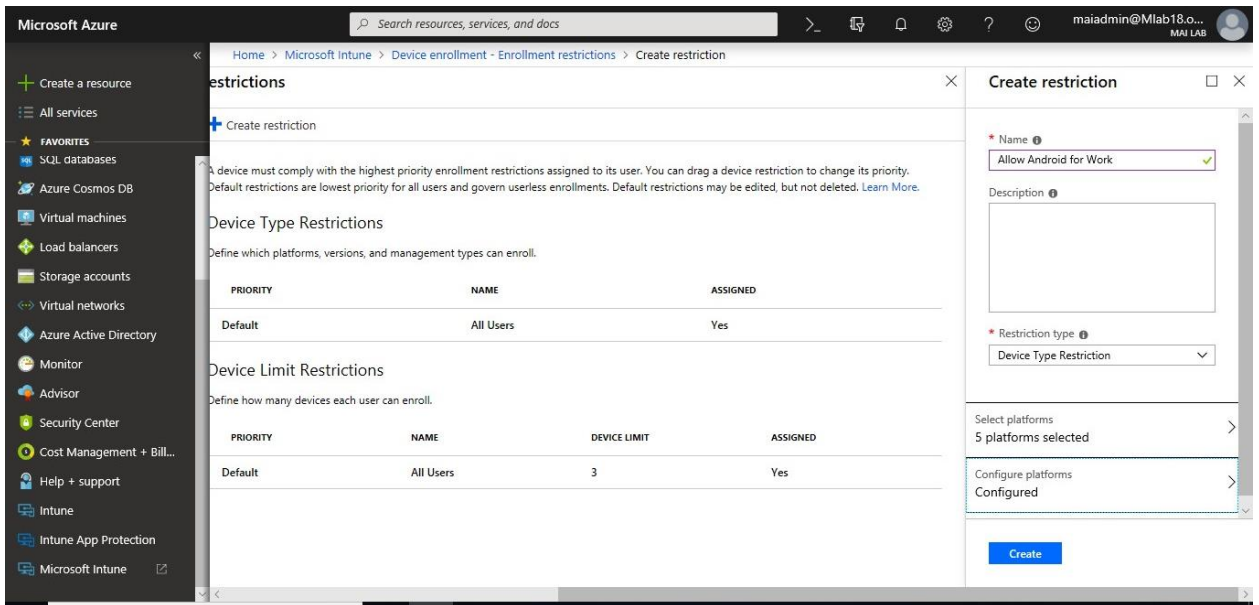 Microsoft Azure
Search resources, services, and docs
maiadmin@Mlab18.o...
MAI LAB
Create a resource
All services
FAVORITES
SQL databases
Azure Cosmos DB
Virtual machines
Load balancers
Storage accounts
Virtual networks
Azure Active Directory
Monitor
Advisor
Security Center
Cost Management + Bill...
Help + support
Intune
Intune App Protection
Microsoft Intune
Home > Microsoft Intune > Device enrollment - Enrollment restrictions > Create restriction
estrictions
Create restriction
A device must comply with the highest priority enrollment restrictions assigned to its user. You can drag a device restriction to change its priority.
Default restrictions are lowest priority for all users and govern userless enrollments. Default restrictions may be edited, but not deleted. Learn More.
Device Type Restrictions
Define which platforms, versions, and management types can enroll.
PRIORITY NAME ASSIGNED
Default All Users Yes
Device Limit Restrictions
Define how many devices each user can enroll.
PRIORITY NAME DEVICE LIMIT ASSIGNED
Default All Users 3 Yes
Create restriction
* Name
Allow Android for Work
Description
* Restriction type
Device Type Restriction
Select platforms
5 platforms selected
Configure platforms
Configured
Create